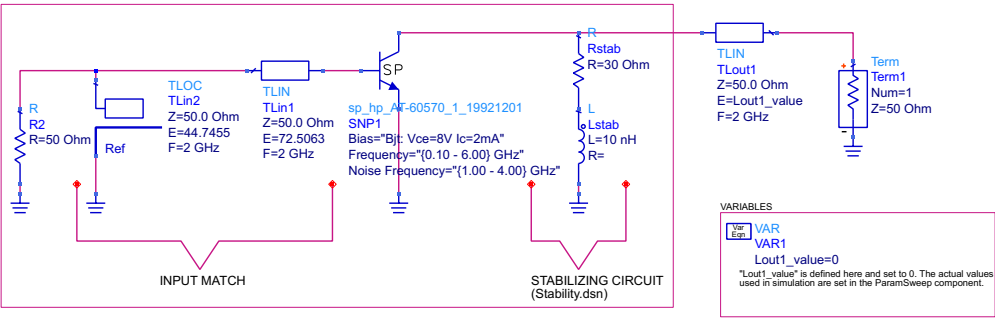 R
R2
R=50 Ohm
TLOC
TLin2
Z=50.0 Ohm
E=44.7455
F=2 GHz
Ref
TLIN
TLin1
Z=50.0 Ohm
E=72.5063
F=2 GHz
SP
sp_hp_AT-60570_1_19921201
SNP1
Bias="Bjt: Vce=8V Ic=2mA"
Frequency="{0.10 - 6.00} GHz"
Noise Frequency="{1.00 - 4.00} GHz"
R
Rstab
R=30 Ohm
L
Lstab
L=10 nH
R=
TLIN
TLout1
Z=50.0 Ohm
E=Lout1_value
F=2 GHz
+
Term
Term1
Num=1
Z=50 Ohm
-
INPUT MATCH
STABILIZING CIRCUIT
(Stability.dsn)
VARIABLES
Var
Eqn
VAR
VAR1
Lout1_value=0
"Lout1_value" is defined here and set to 0. The actual values
used in simulation are set in the ParamSweep component.